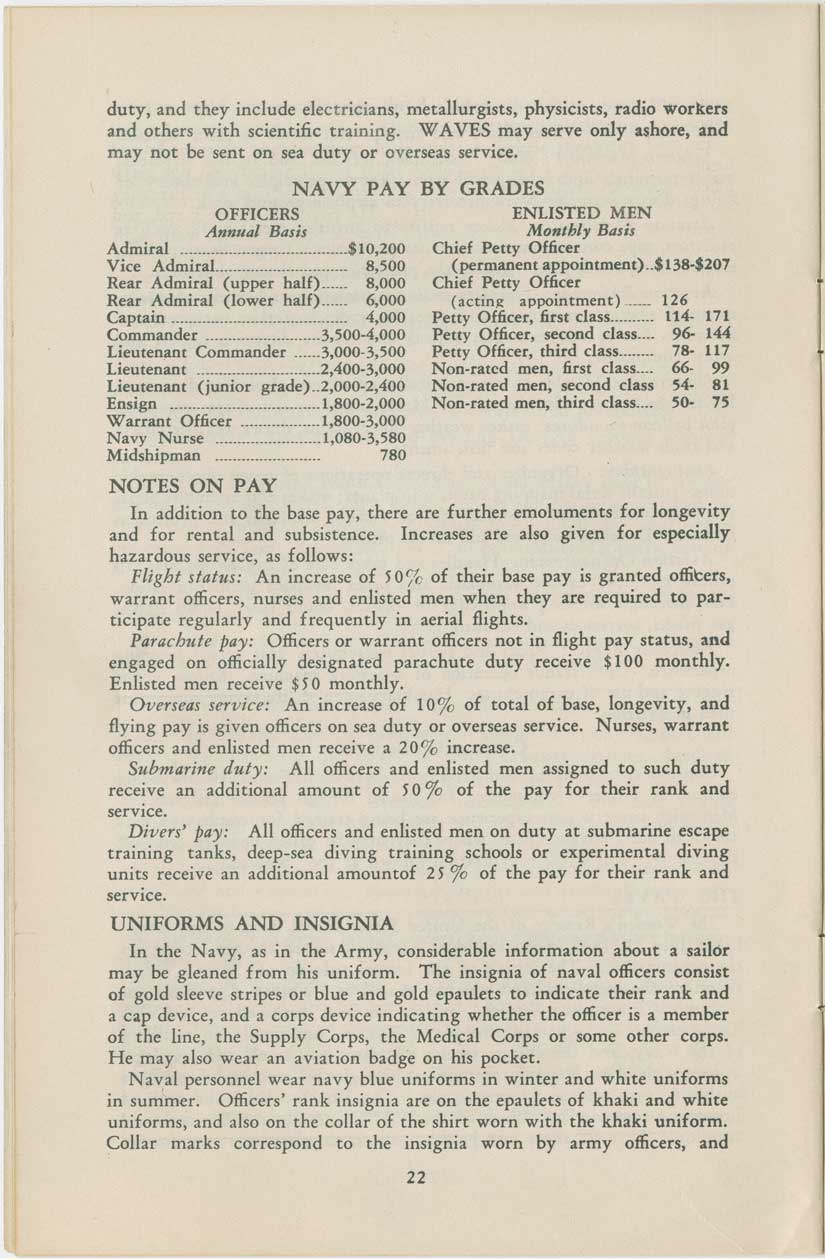 duty, and they include electricians, metallurgists, physicists, radio workers
and others with scientific training. WAVES may serve only ashore, and
may not be sent on sea duty or overseas service.
NAVY PAY BY GRADES
OFFICERS
Annual Basis
Admiral ........................................$10,200
Vice Admiral............................... 8,500
Rear Admiral (upper half)...... 8,000
Rear Admiral (lower half)...... 6,000
Captain ......................................... 4,000
Commander ...........................3,500-4,000
Lieutenant Commander ......3,000-3,500
Lieutenant .............................2,400-3,000
Lieutenant (junior grade)..2,000-2,400
Ensign ...................................1,800-2,000
Warrant Officer ..................1,800-3,000
Navy Nurse .........................1,080-3,580
Midshipman ......................... 780
ENLISTED MEN
Monthly Basis
Chief Petty Officer
(permanent appointment)..$138-$207
Chief Petty Officer
(acting appointment) ...... 126
Petty Officer, first class.......... 114- 171
Petty Officer, second class.... 96- 144
Petty Officer, third class........ 78- 117
Non-rated men, first class.... 66- 99
Non-rated men, second class 54- 81
Non-rated men, third class.... 50- 75
NOTES ON PAY
In addition to the base pay, there are further emoluments for longevity
and for rental and subsistence. Increases are also given for especially
hazardous service, as follows:
Flight status: An increase of 50% of their base pay is granted officers,
warrant officers, nurses and enlisted men when they are required to par-
ticipate regularly and frequently in aerial flights.
Parachute pay: Officers or warrant officers not in flight pay status, and
engaged on officially designated parachute duty receive $100 monthly.
Enlisted men receive $50 monthly.
Overseas service: An increase of 10% of total of base, longevity, and
flying pay is given officers on sea duty or overseas service. Nurses, warrant
officers and enlisted men receive a 20% increase.
Submarine duty: All officers and enlisted men assigned to such duty
receive an additional amount of 50% of the pay for their rank and
service.
Divers' pay: All officers and enlisted men on duty at submarine escape
training tanks, deep-sea diving training schools or experimental diving
units receive an additional amountof 25% of the pay for their rank and
service.
UNIFORMS AND INSIGNIA
In the Navy, as in the Army, considerable information about a sailor
may be gleaned from his uniform. The insignia of naval officers consist
of gold sleeve stripes or blue and gold epaulets to indicate their rank and
a cap device, and a corps device indicating whether the officer is a member
of the line, the Supply Corps, the Medical Corps or some other corps.
He may also wear an aviation badge on his pocket.
Naval personnel wear navy blue uniforms in winter and white uniforms
in summer. Officers' rank insignia are on the epaulets of khaki and white
uniforms, and also on the collar of the shirt worn with the khaki uniform.
Collar marks correspond to the insignia worn by army officers, and
22